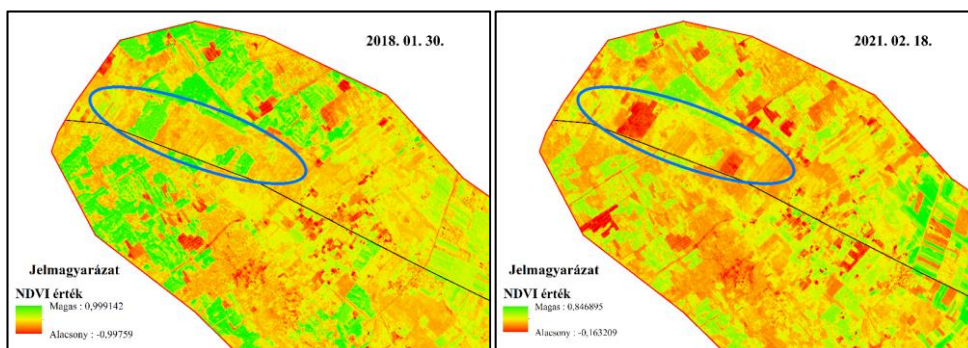 2018. 01. 30.
Jelmagyarázat
NDVI érték
Magas : 0,999142
Alacsony : -0,99759
2021. 02. 18.
Jelmagyarázat
NDVI érték
Magas : 0,846895
Alacsony : -0,163209